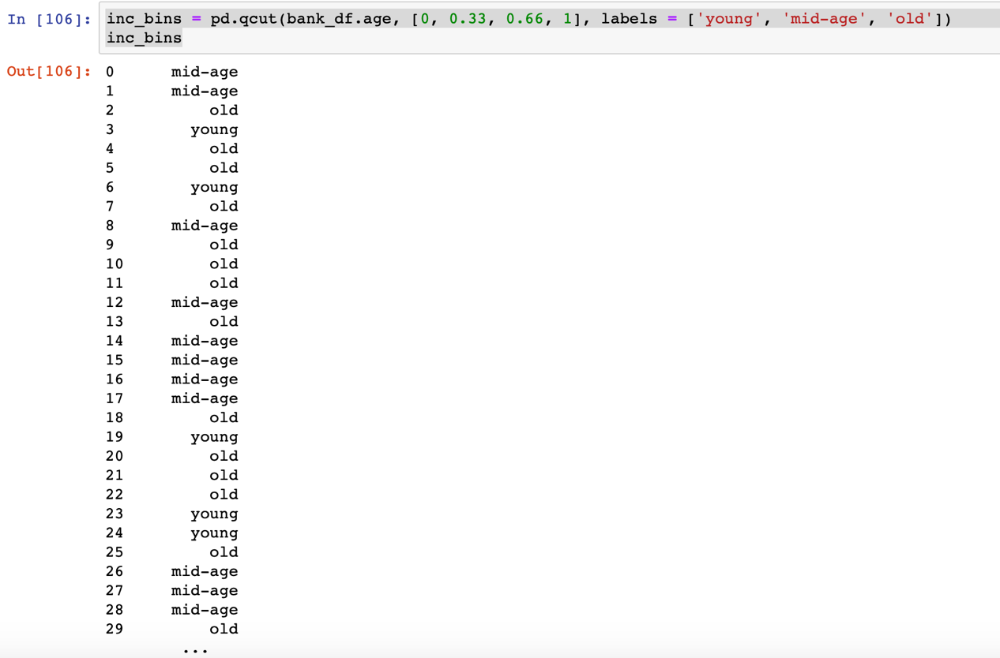 In [106]: inc_bins = pd.qcut(bank_df.age, [0, 0.33, 0.66, 1], labels = ['young', 'mid-age', 'old'])
inc_bins
Out[106]: 0 mid-age
1 mid-age
2 old
3 young
4 old
5 old
6 young
7 old
8 mid-age
9 old
10 old
11 old
12 mid-age
13 old
14 mid-age
15 mid-age
16 mid-age
17 mid-age
18 old
19 young
20 old
21 old
22 old
23 young
24 young
25 old
26 mid-age
27 mid-age
28 mid-age
29 old
...